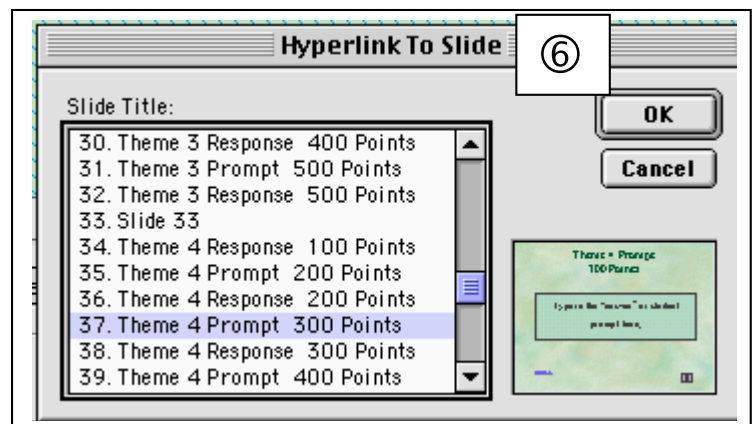 Hyperlink To Slide
⑥
Slide Title:
30. Theme 3 Response 400 Points
31. Theme 3 Prompt 500 Points
32. Theme 3 Response 500 Points
33. Slide 33
34. Theme 4 Response 100 Points
35. Theme 4 Prompt 200 Points
36. Theme 4 Response 200 Points
37. Theme 4 Prompt 300 Points
38. Theme 4 Response 300 Points
39. Theme 4 Prompt 400 Points
OK
Cancel
100 Points
prompt here.